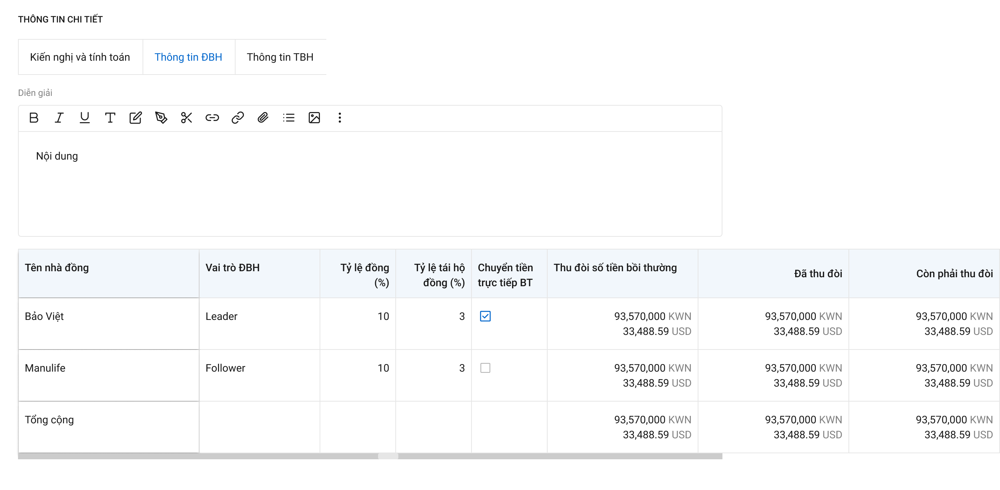 THÔNG TIN CHI TIẾT
Kiến nghị và tính toán
Thông tin ĐBH
Thông tin TBH
Diễn giải
Nội dung
Tên nhà đồng
Vai trò ĐBH
Tỷ lệ đồng
(%)
Tỷ lệ tái hộ
đồng (%)
Chuyển tiền
trực tiếp BT
Thu đòi số tiền bồi thường
Đã thu đòi
Còn phải thu đòi
Bảo Việt
Leader
10
3
93,570,000 KWN
33,488.59 USD
93,570,000 KWN
33,488.59 USD
93,570,000 KWN
33,488.59 USD
Manulife
Follower
10
3
93,570,000 KWN
33,488.59 USD
93,570,000 KWN
33,488.59 USD
93,570,000 KWN
33,488.59 USD
Tổng cộng
93,570,000 KWN
33,488.59 USD
93,570,000 KWN
33,488.59 USD
93,570,000 KWN
33,488.59 USD